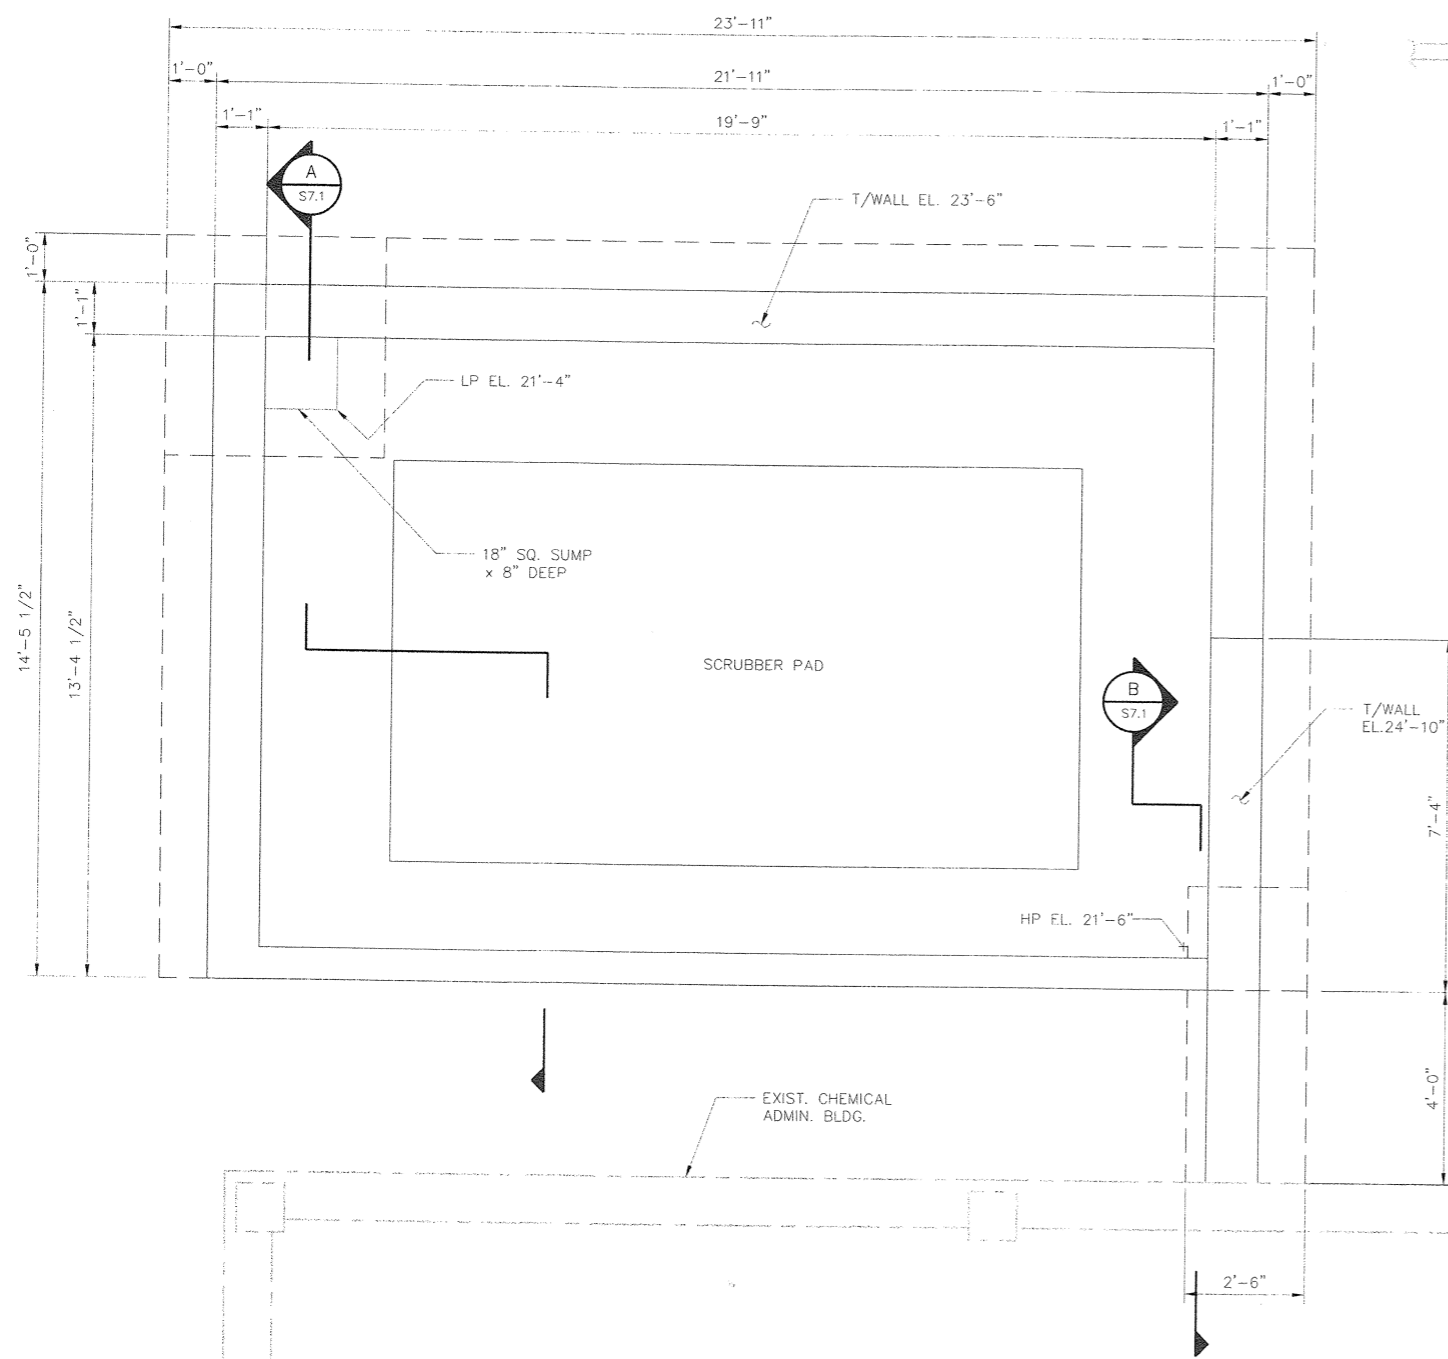 23'-11"
1'-0"
21'-11"
1'-0"
1'-1"
19'-9"
1'-1"
A
S7.1
T/WALL EL. 23'-6"
1'-0"
1'-1"
LP EL. 21'-4"
18" SQ. SUMP
x 8" DEEP
14'-5 1/2"
13'-4 1/2"
SCRUBBER PAD
B
S7.1
T/WALL
EL.24'-10"
7'-4"
HP EL. 21'-6"
4'-0"
EXIST. CHEMICAL
ADMIN. BLDG.
2'-6"